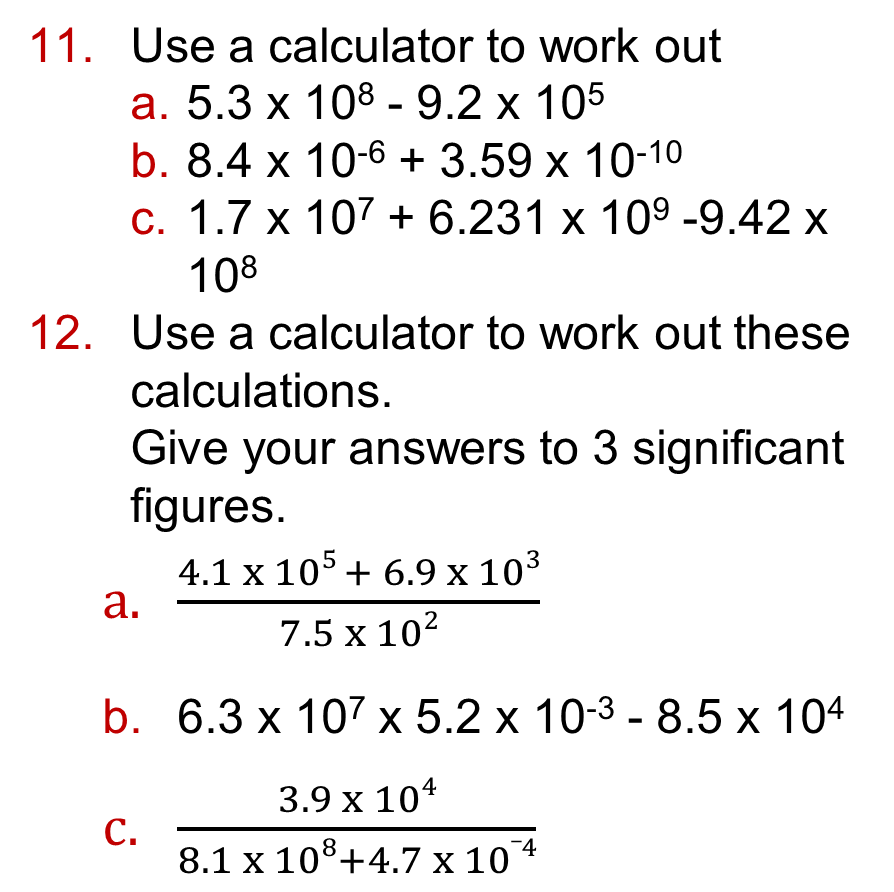 11. Use a calculator to work out
a. 5.3 x 10⁸ - 9.2 x 10⁵
b. 8.4 x 10⁻⁶ + 3.59 x 10⁻¹⁰
c. 1.7 x 10⁷ + 6.231 x 10⁹ -9.42 x
10⁸
12. Use a calculator to work out these
calculations.
Give your answers to 3 significant
figures.
4.1 x 10⁵ + 6.9 x 10³
a.
7.5 x 10²
b. 6.3 x 10⁷ x 5.2 x 10⁻³ - 8.5 x 10⁴
3.9 x 10⁴
c.
8.1 x 10⁸+4.7 x 10⁻⁴